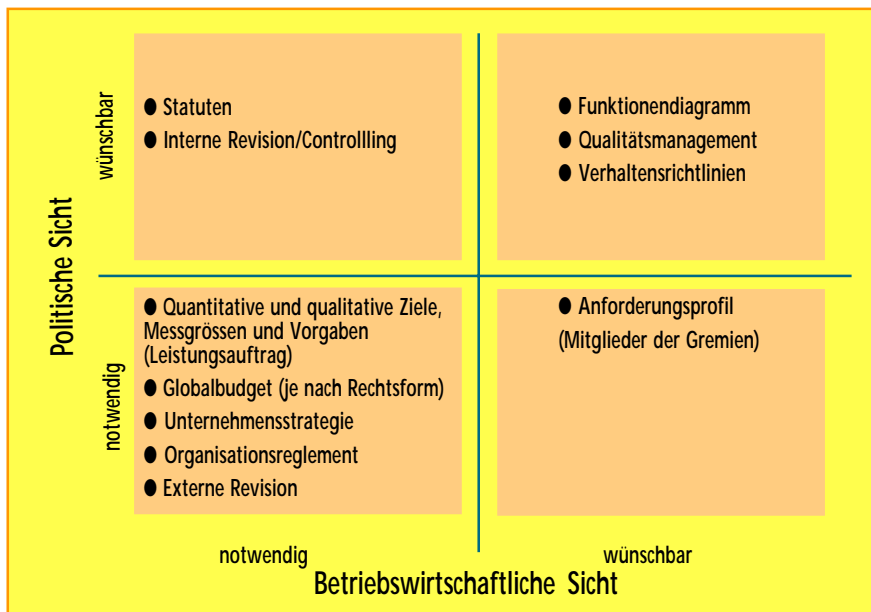 Politische Sicht
wünschbar
● Statuten
● Interne Revision/Controllling
● Funktionendiagramm
● Qualitätsmanagement
● Verhaltensrichtlinien
notwendig
● Quantitative und qualitative Ziele,
Messgrössen und Vorgaben
(Leistungsauftrag)
● Globalbudget (je nach Rechtsform)
● Unternehmensstrategie
● Organisationsreglement
● Externe Revision
● Anforderungsprofil
(Mitglieder der Gremien)
notwendig
wünschbar
Betriebswirtschaftliche Sicht